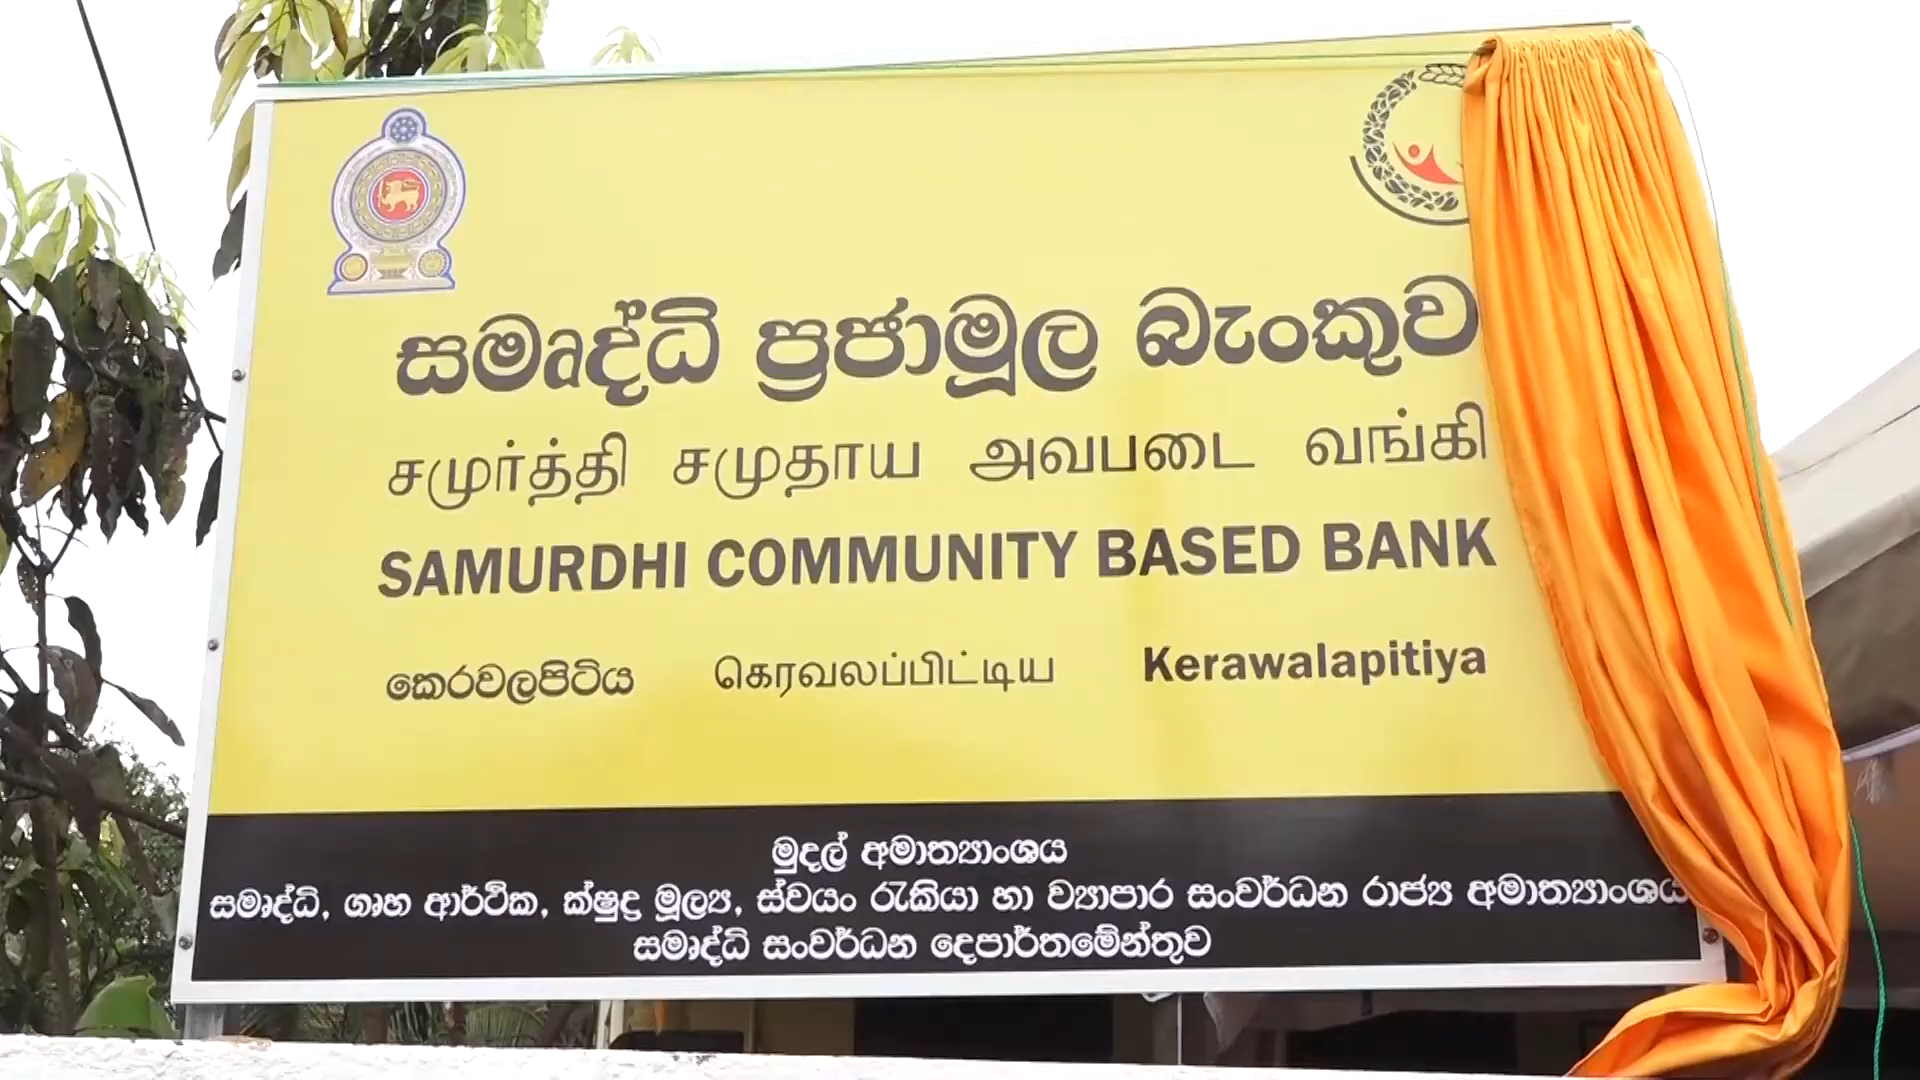 සමෘද්ධි ප්‍රජාමූල බැංකුව
சமுர்த்தி சமுதாய அவபடை வங்கி
SAMURDHI COMMUNITY BASED BANK
කෙරවලපිටිය கெரவலப்பிட்டிய Kerawalapitiya
මුදල් අමාත්‍යාංශය
සමෘද්ධි, ගෘහ ආර්ථික, ක්ෂුද්‍ර මූල්‍ය, ස්වයං රැකියා හා ව්‍යාපාර සංවර්ධන රාජ්‍ය අමාත්‍යාංශය
සමෘද්ධි සංවර්ධන දෙපාර්තමේන්තුව